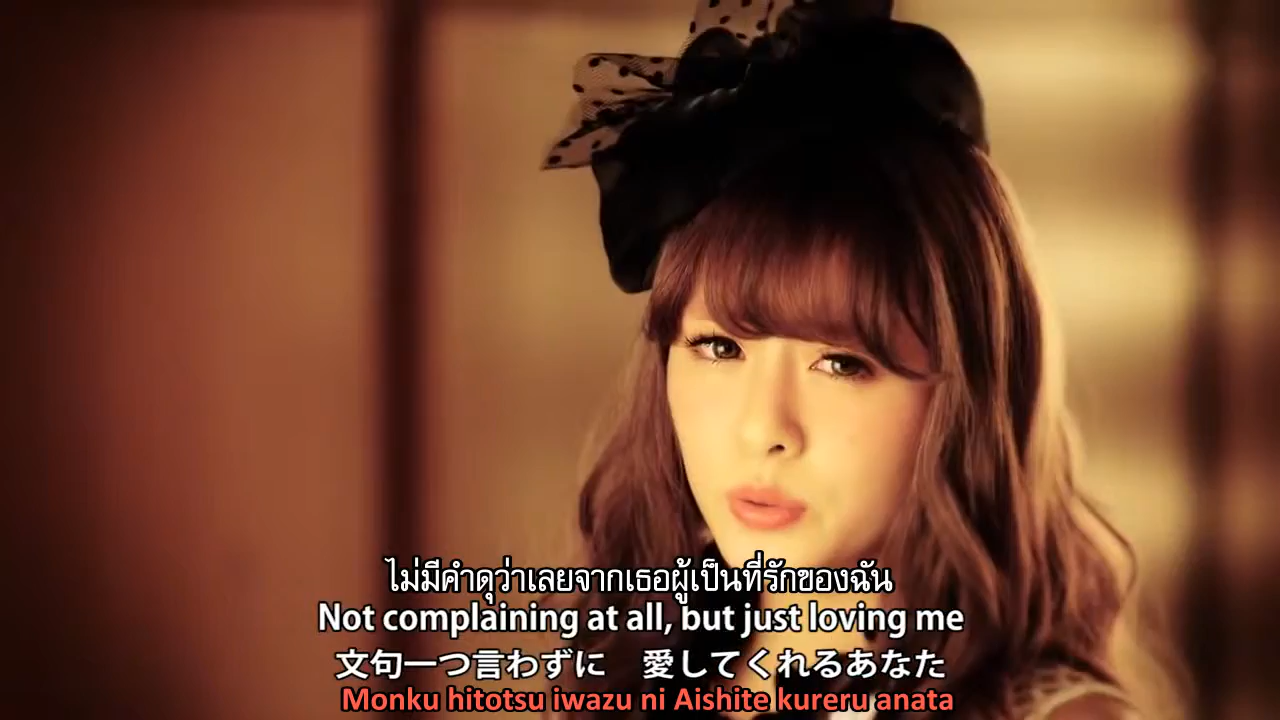 ไม่มีคำดุว่าเลยจากเธอผู้เป็นที่รักของฉัน
Not complaining at all, but just loving me
文句一つ言わずに　愛してくれるあなた
Monku hitotsu iwazu ni Aishite kureru anata